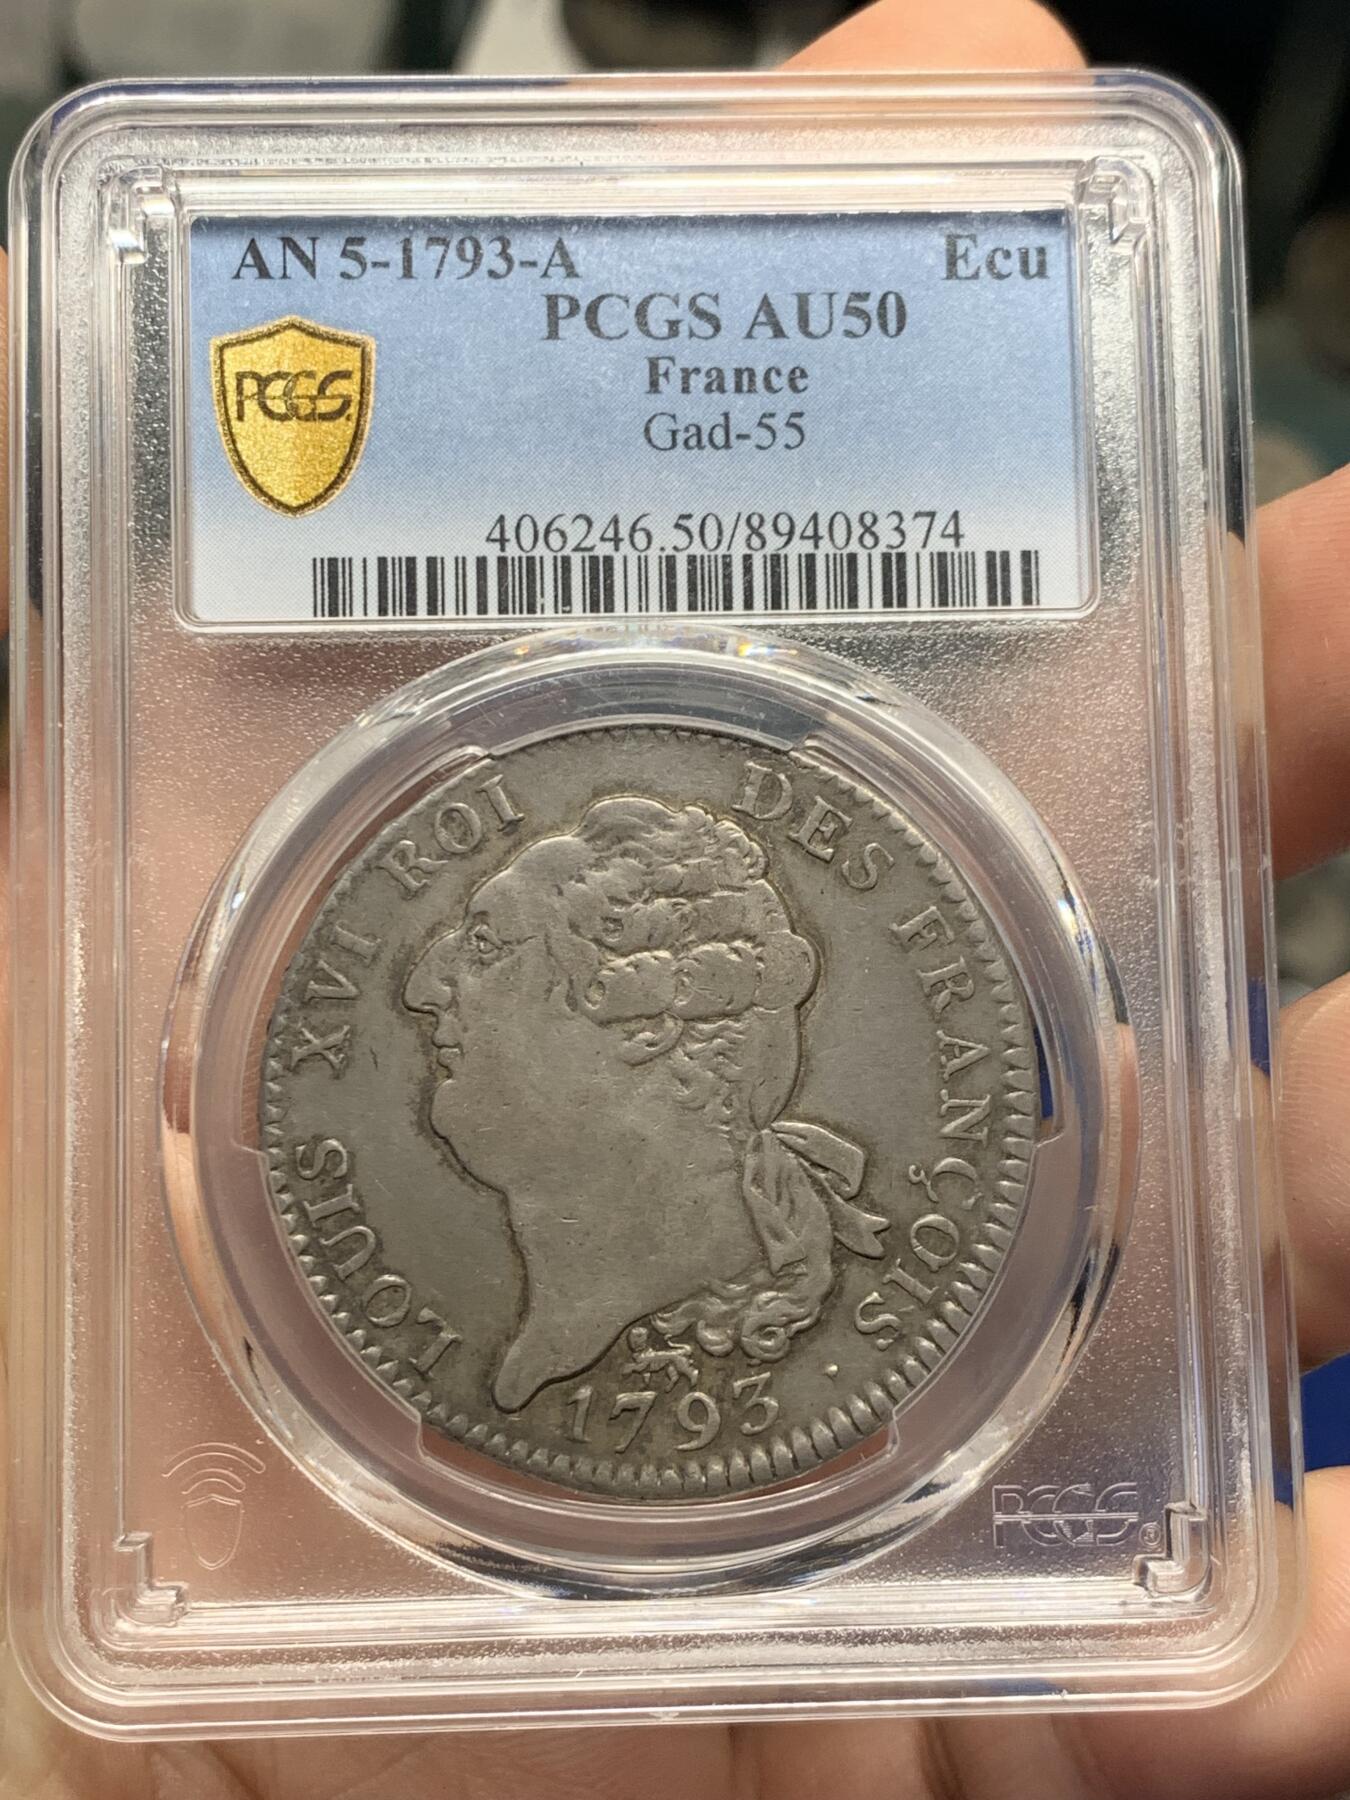 AN 5-1793-A Ecu
PCGS AU50
France
Gad-55
PCGS
406246.50/89408374
LOUIS XVI ROI DES FRANÇOIS .
1793
PCGS